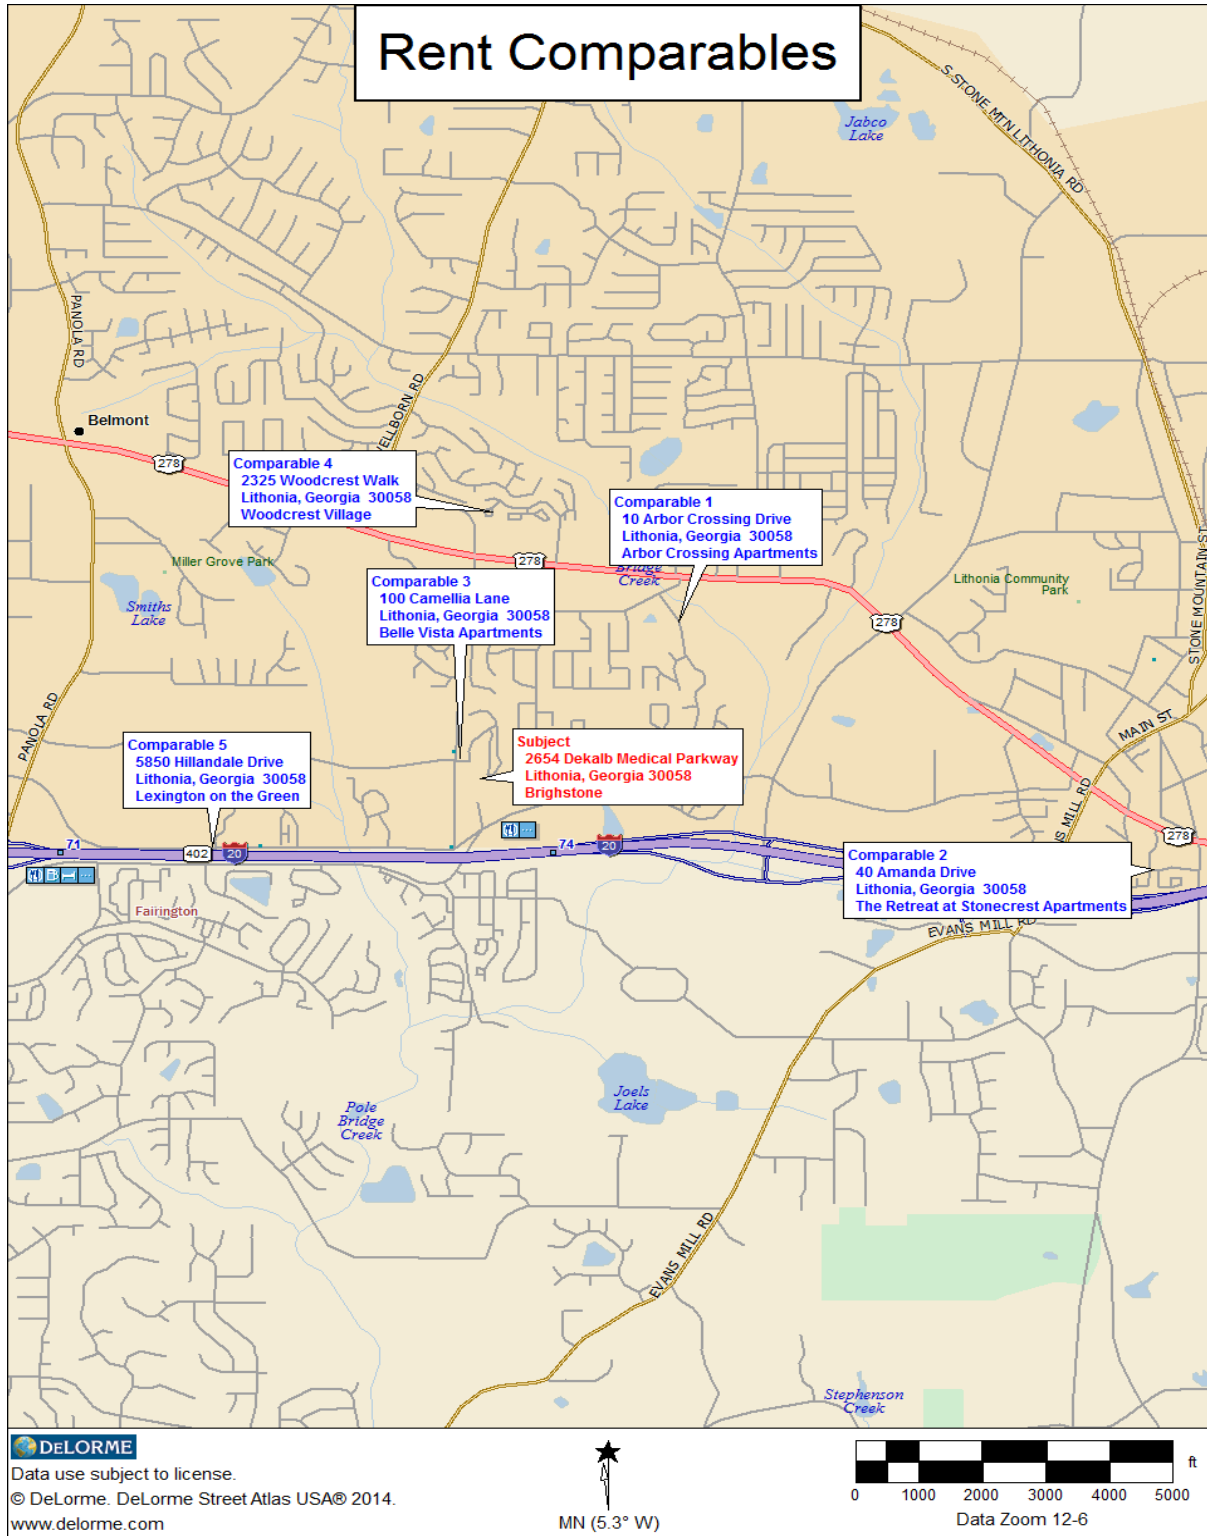 Rent Comparables
Jabco
Lake
S STONE MTN LITHONIA RD
PANOLA RD
Belmont
WELLBORN RD
278
Comparable 4
2325 Woodcrest Walk
Lithonia, Georgia 30058
Woodcrest Village
Comparable 1
10 Arbor Crossing Drive
Lithonia, Georgia 30058
Arbor Crossing Apartments
278
Bridge
Creek
Miller Grove Park
Comparable 3
100 Camellia Lane
Lithonia, Georgia 30058
Belle Vista Apartments
Lithonia Community
Park
STONE MOUNTAIN ST
Smiths
Lake
278
PANOLA RD
MAIN ST
Comparable 5
5850 Hillandale Drive
Lithonia, Georgia 30058
Lexington on the Green
Subject
2654 Dekalb Medical Parkway
Lithonia, Georgia 30058
Brighstone
NS MILL RD
278
71
402
20
74
20
Comparable 2
40 Amanda Drive
Lithonia, Georgia 30058
The Retreat at Stonecrest Apartments
Fairington
EVANS MILL RD
Joels
Lake
Pole
Bridge
Creek
EVANS MILL RD
Stephenson
Creek
DELORME
Data use subject to license.
© DeLorme. DeLorme Street Atlas USA® 2014.
www.delorme.com
MN (5.3° W)
ft
0 1000 2000 3000 4000 5000
Data Zoom 12-6